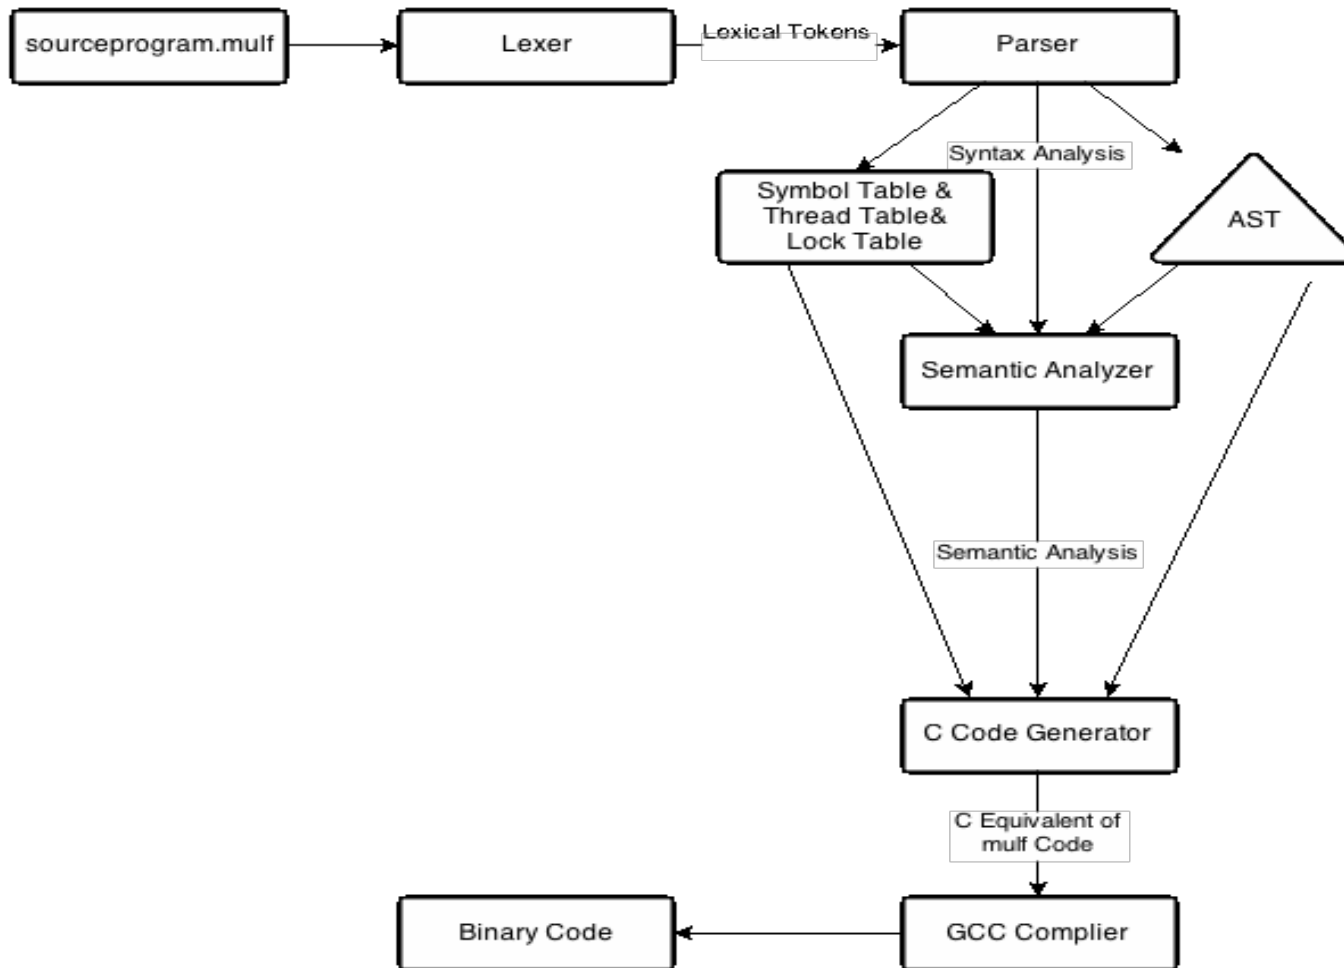 sourceprogram.mulf
Lexer
Lexical Tokens
Parser
Syntax Analysis
Symbol Table &
Thread Table&
Lock Table
AST
Semantic Analyzer
Semantic Analysis
C Code Generator
C Equivalent of
mulf Code
Binary Code
GCC Complier